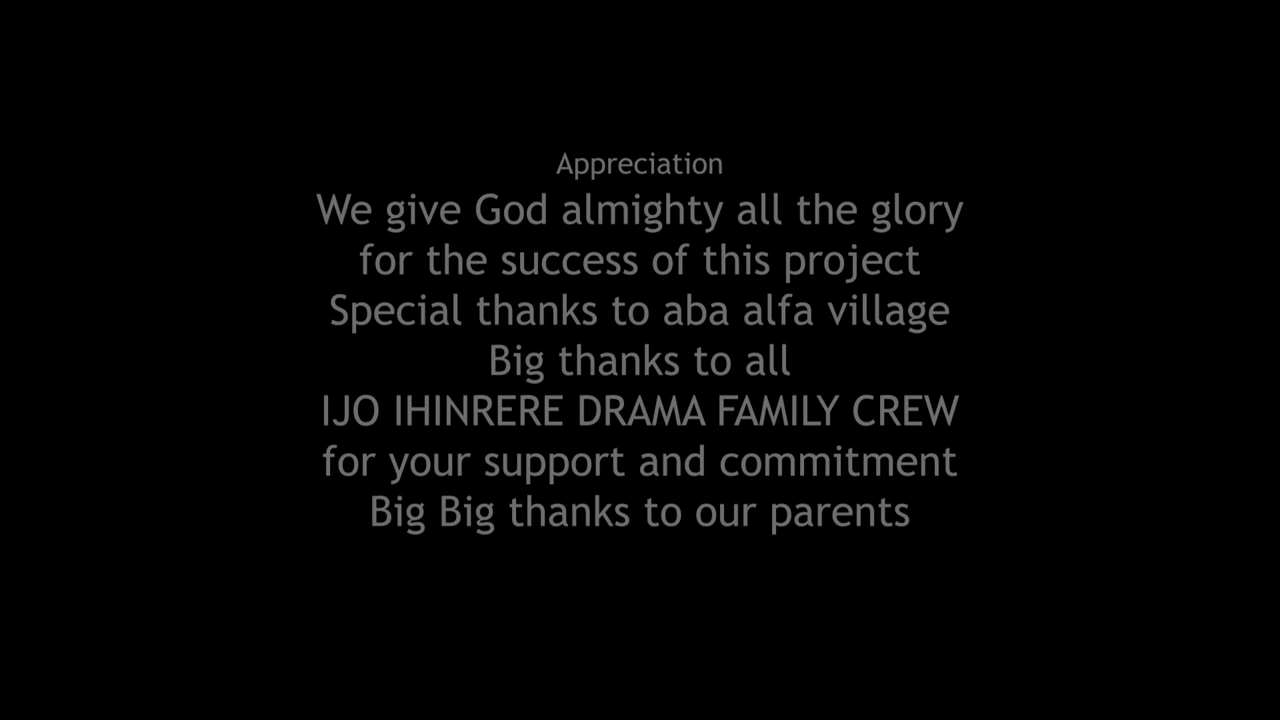 Appreciation
We give God almighty all the glory
for the success of this project
Special thanks to aba alfa village
Big thanks to all
IJO IHINRERE DRAMA FAMILY CREW
for your support and commitment
Big Big thanks to our parents